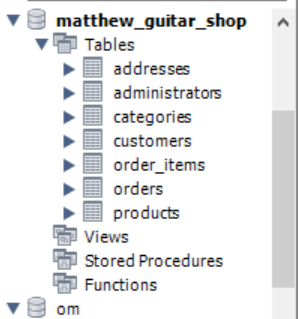 matthew_guitar_shop
Tables
addresses
administrators
categories
customers
order_items
orders
products
Views
Stored Procedures
Functions
om